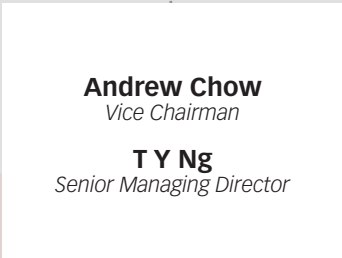 Andrew Chow
Vice Chairman
T Y Ng
Senior Managing Director